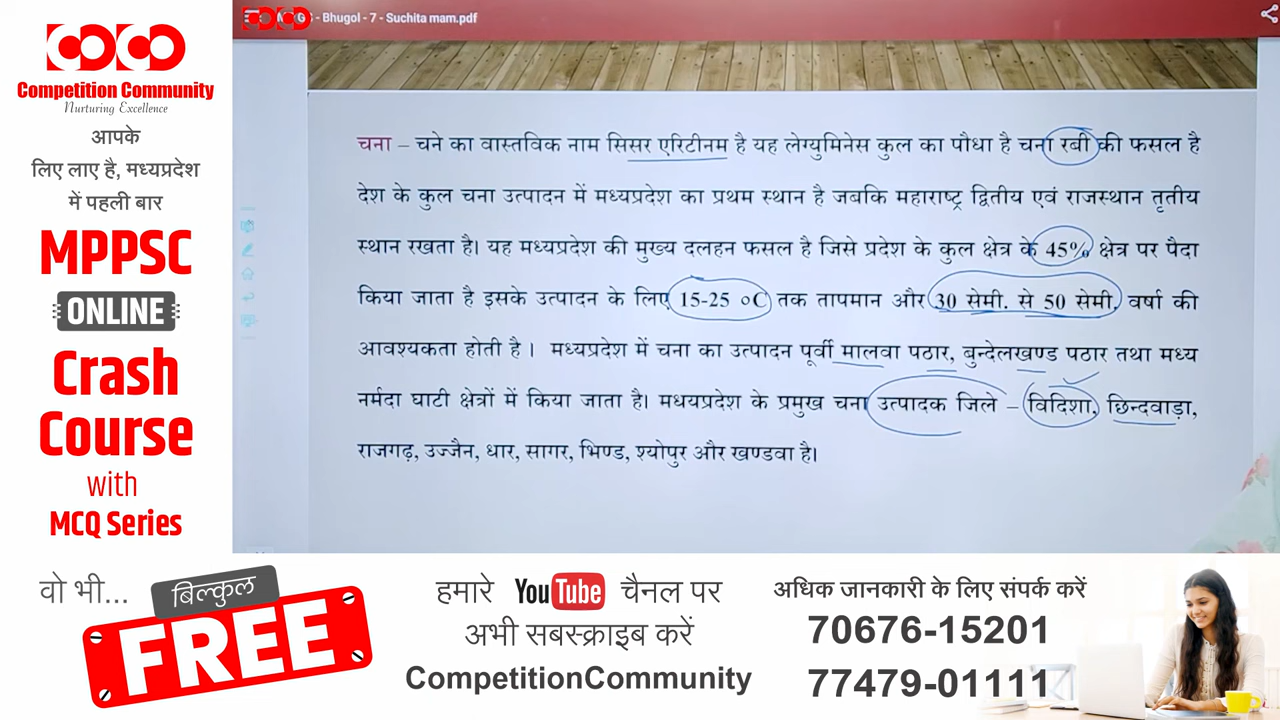 COCO
Competition Community
Nurturing Excellence
आपके
लिए लाए है, मध्यप्रदेश
में पहली बार
MPPSC
ONLINE
Crash
Course
with
MCQ Series
- Bhugol - 7 - Suchita mam.pdf
चना – चने का वास्तविक नाम सिसर एरिटीनम है यह लेग्युमिनेस कुल का पौधा है चना रबी की फसल है
देश के कुल चना उत्पादन में मध्यप्रदेश का प्रथम स्थान है जबकि महाराष्ट्र द्वितीय एवं राजस्थान तृतीय
स्थान रखता है। यह मध्यप्रदेश की मुख्य दलहन फसल है जिसे प्रदेश के कुल क्षेत्र के 45% क्षेत्र पर पैदा
किया जाता है इसके उत्पादन के लिए 15-25 oC तक तापमान और 30 सेमी. से 50 सेमी. वर्षा की
आवश्यकता होती है। मध्यप्रदेश में चना का उत्पादन पूर्वी मालवा पठार, बुन्देलखण्ड पठार तथा मध्य
नर्मदा घाटी क्षेत्रों में किया जाता है। मधयप्रदेश के प्रमुख चना उत्पादक जिले – विदिशा, छिन्दवाड़ा,
राजगढ़, उज्जैन, धार, सागर, भिण्ड, श्योपुर और खण्डवा है।
वो भी...
बिल्कुल
FREE
हमारे YouTube चैनल पर
अभी सबस्क्राइब करें
CompetitionCommunity
अधिक जानकारी के लिए संपर्क करें
70676-15201
77479-01111